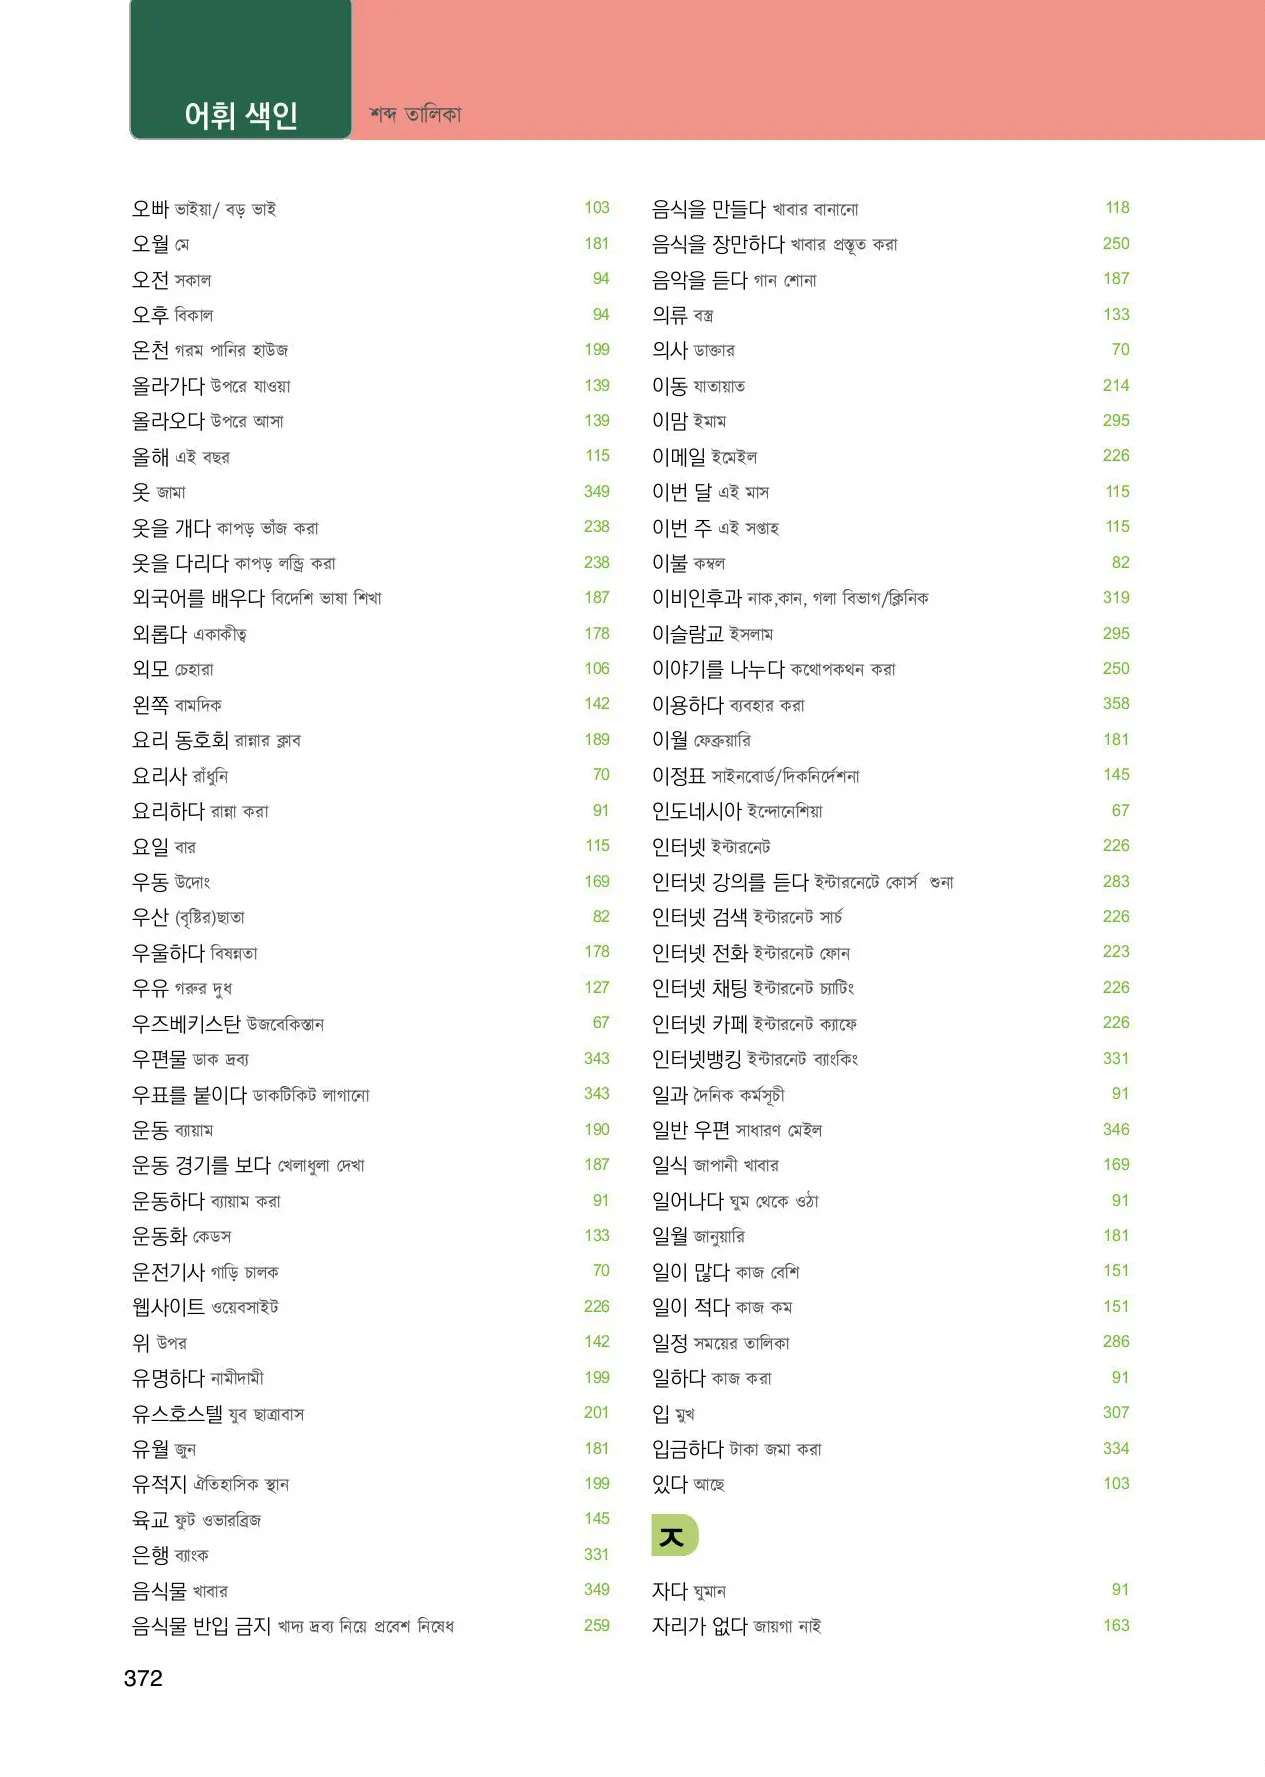 어휘 색인 শব্দ তালিকা
오빠 ভাইয়া/ বড় ভাই 103
오월 মে 181
오전 সকাল 94
오후 বিকাল 94
온천 গরম পানির হাউজ 199
올라가다 উপরে যাওয়া 139
올라오다 উপরে আসা 139
올해 এই বছর 115
옷 জামা 349
옷을 개다 কাপড় ভাঁজ করা 238
옷을 다리다 কাপড় লন্ড্রি করা 238
외국어를 배우다 বিদেশি ভাষা শিখা 187
외롭다 একাকীত্ব 178
외모 চেহারা 106
왼쪽 বামদিক 142
요리 동호회 রান্নার ক্লাব 189
요리사 রাঁধুনি 70
요리하다 রান্না করা 91
요일 বার 115
우동 উদোং 169
우산 (বৃষ্টির)ছাতা 82
우울하다 বিষন্নতা 178
우유 গরুর দুধ 127
우즈베키스탄 উজবেকিস্তান 67
우편물 ডাক দ্রব্য 343
우표를 붙이다 ডাকটিকিট লাগানো 343
운동 ব্যায়াম 190
운동 경기를 보다 খেলাধুলা দেখা 187
운동하다 ব্যায়াম করা 91
운동화 কেডস 133
운전기사 গাড়ি চালক 70
웹사이트 ওয়েবসাইট 226
위 উপর 142
유명하다 নামীদামী 199
유스호스텔 যুব ছাত্রাবাস 201
유월 জুন 181
유적지 ঐতিহাসিক স্থান 199
육교 ফুট ওভারব্রিজ 145
은행 ব্যাংক 331
음식물 খাবার 349
음식물 반입 금지 খাদ্য দ্রব্য নিয়ে প্রবেশ নিষেধ 259
음식을 만들다 খাবার বানানো 118
음식을 장만하다 খাবার প্রস্তূত করা 250
음악을 듣다 গান শোনা 187
의류 বস্ত্র 133
의사 ডাক্তার 70
이동 যাতায়াত 214
이맘 ইমাম 295
이메일 ইমেইল 226
이번 달 এই মাস 115
이번 주 এই সপ্তাহ 115
이불 কম্বল 82
이비인후과 নাক,কান, গলা বিভাগ/ক্লিনিক 319
이슬람교 ইসলাম 295
이야기를 나누다 কথোপকথন করা 250
이용하다 ব্যবহার করা 358
이월 ফেব্রুয়ারি 181
이정표 সাইনবোর্ড/দিকনির্দেশনা 145
인도네시아 ইন্দোনেশিয়া 67
인터넷 ইন্টারনেট 226
인터넷 강의를 듣다 ইন্টারনেটে কোর্স শুনা 283
인터넷 검색 ইন্টারনেট সার্চ 226
인터넷 전화 ইন্টারনেট ফোন 223
인터넷 채팅 ইন্টারনেট চ্যাটিং 226
인터넷 카페 ইন্টারনেট ক্যাফে 226
인터넷뱅킹 ইন্টারনেট ব্যাংকিং 331
일과 দৈনিক কর্মসূচী 91
일반 우편 সাধারণ মেইল 346
일식 জাপানী খাবার 169
일어나다 ঘুম থেকে ওঠা 91
일월 জানুয়ারি 181
일이 많다 কাজ বেশি 151
일이 적다 কাজ কম 151
일정 সময়ের তালিকা 286
일하다 কাজ করা 91
입 মুখ 307
입금하다 টাকা জমা করা 334
있다 আছে 103
ㅈ
자다 ঘুমান 91
자리가 없다 জায়গা নাই 163
372